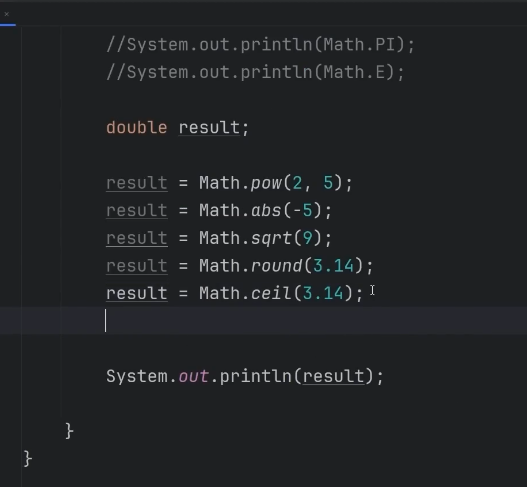 //System.out.println(Math.PI);
//System.out.println(Math.E);
double result;
result = Math.pow(2, 5);
result = Math.abs(-5);
result = Math.sqrt(9);
result = Math.round(3.14);
result = Math.ceil(3.14);
System.out.println(result);
}
}